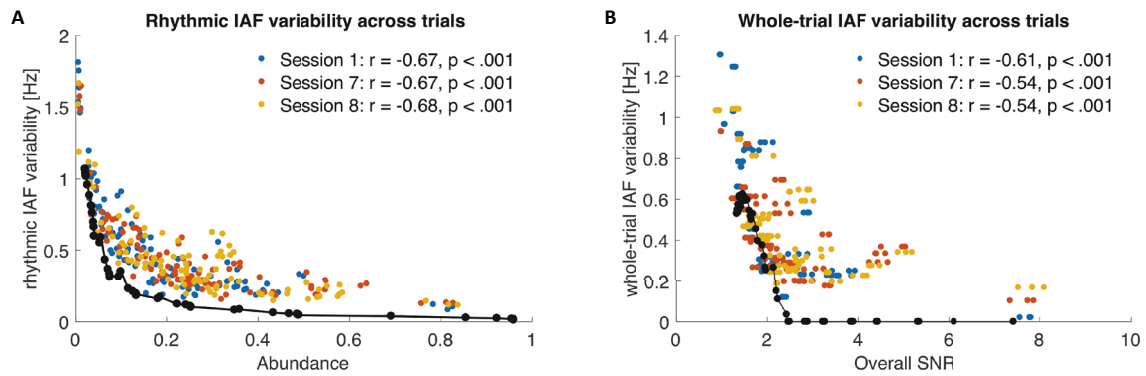 A
Rhythmic IAF variability across trials
2
1.5
1
0.5
0
rhythmic IAF variability [Hz]
Session 1: r = -0.67, p < .001
Session 7: r = -0.67, p < .001
Session 8: r = -0.68, p < .001
0
0.2
0.4
0.6
0.8
1
Abundance
B
Whole-trial IAF variability across trials
1.4
1.2
1
0.8
0.6
0.4
0.2
0
whole-trial IAF variability [Hz]
Session 1: r = -0.61, p < .001
Session 7: r = -0.54, p < .001
Session 8: r = -0.54, p < .001
0
2
4
6
8
10
Overall SNR